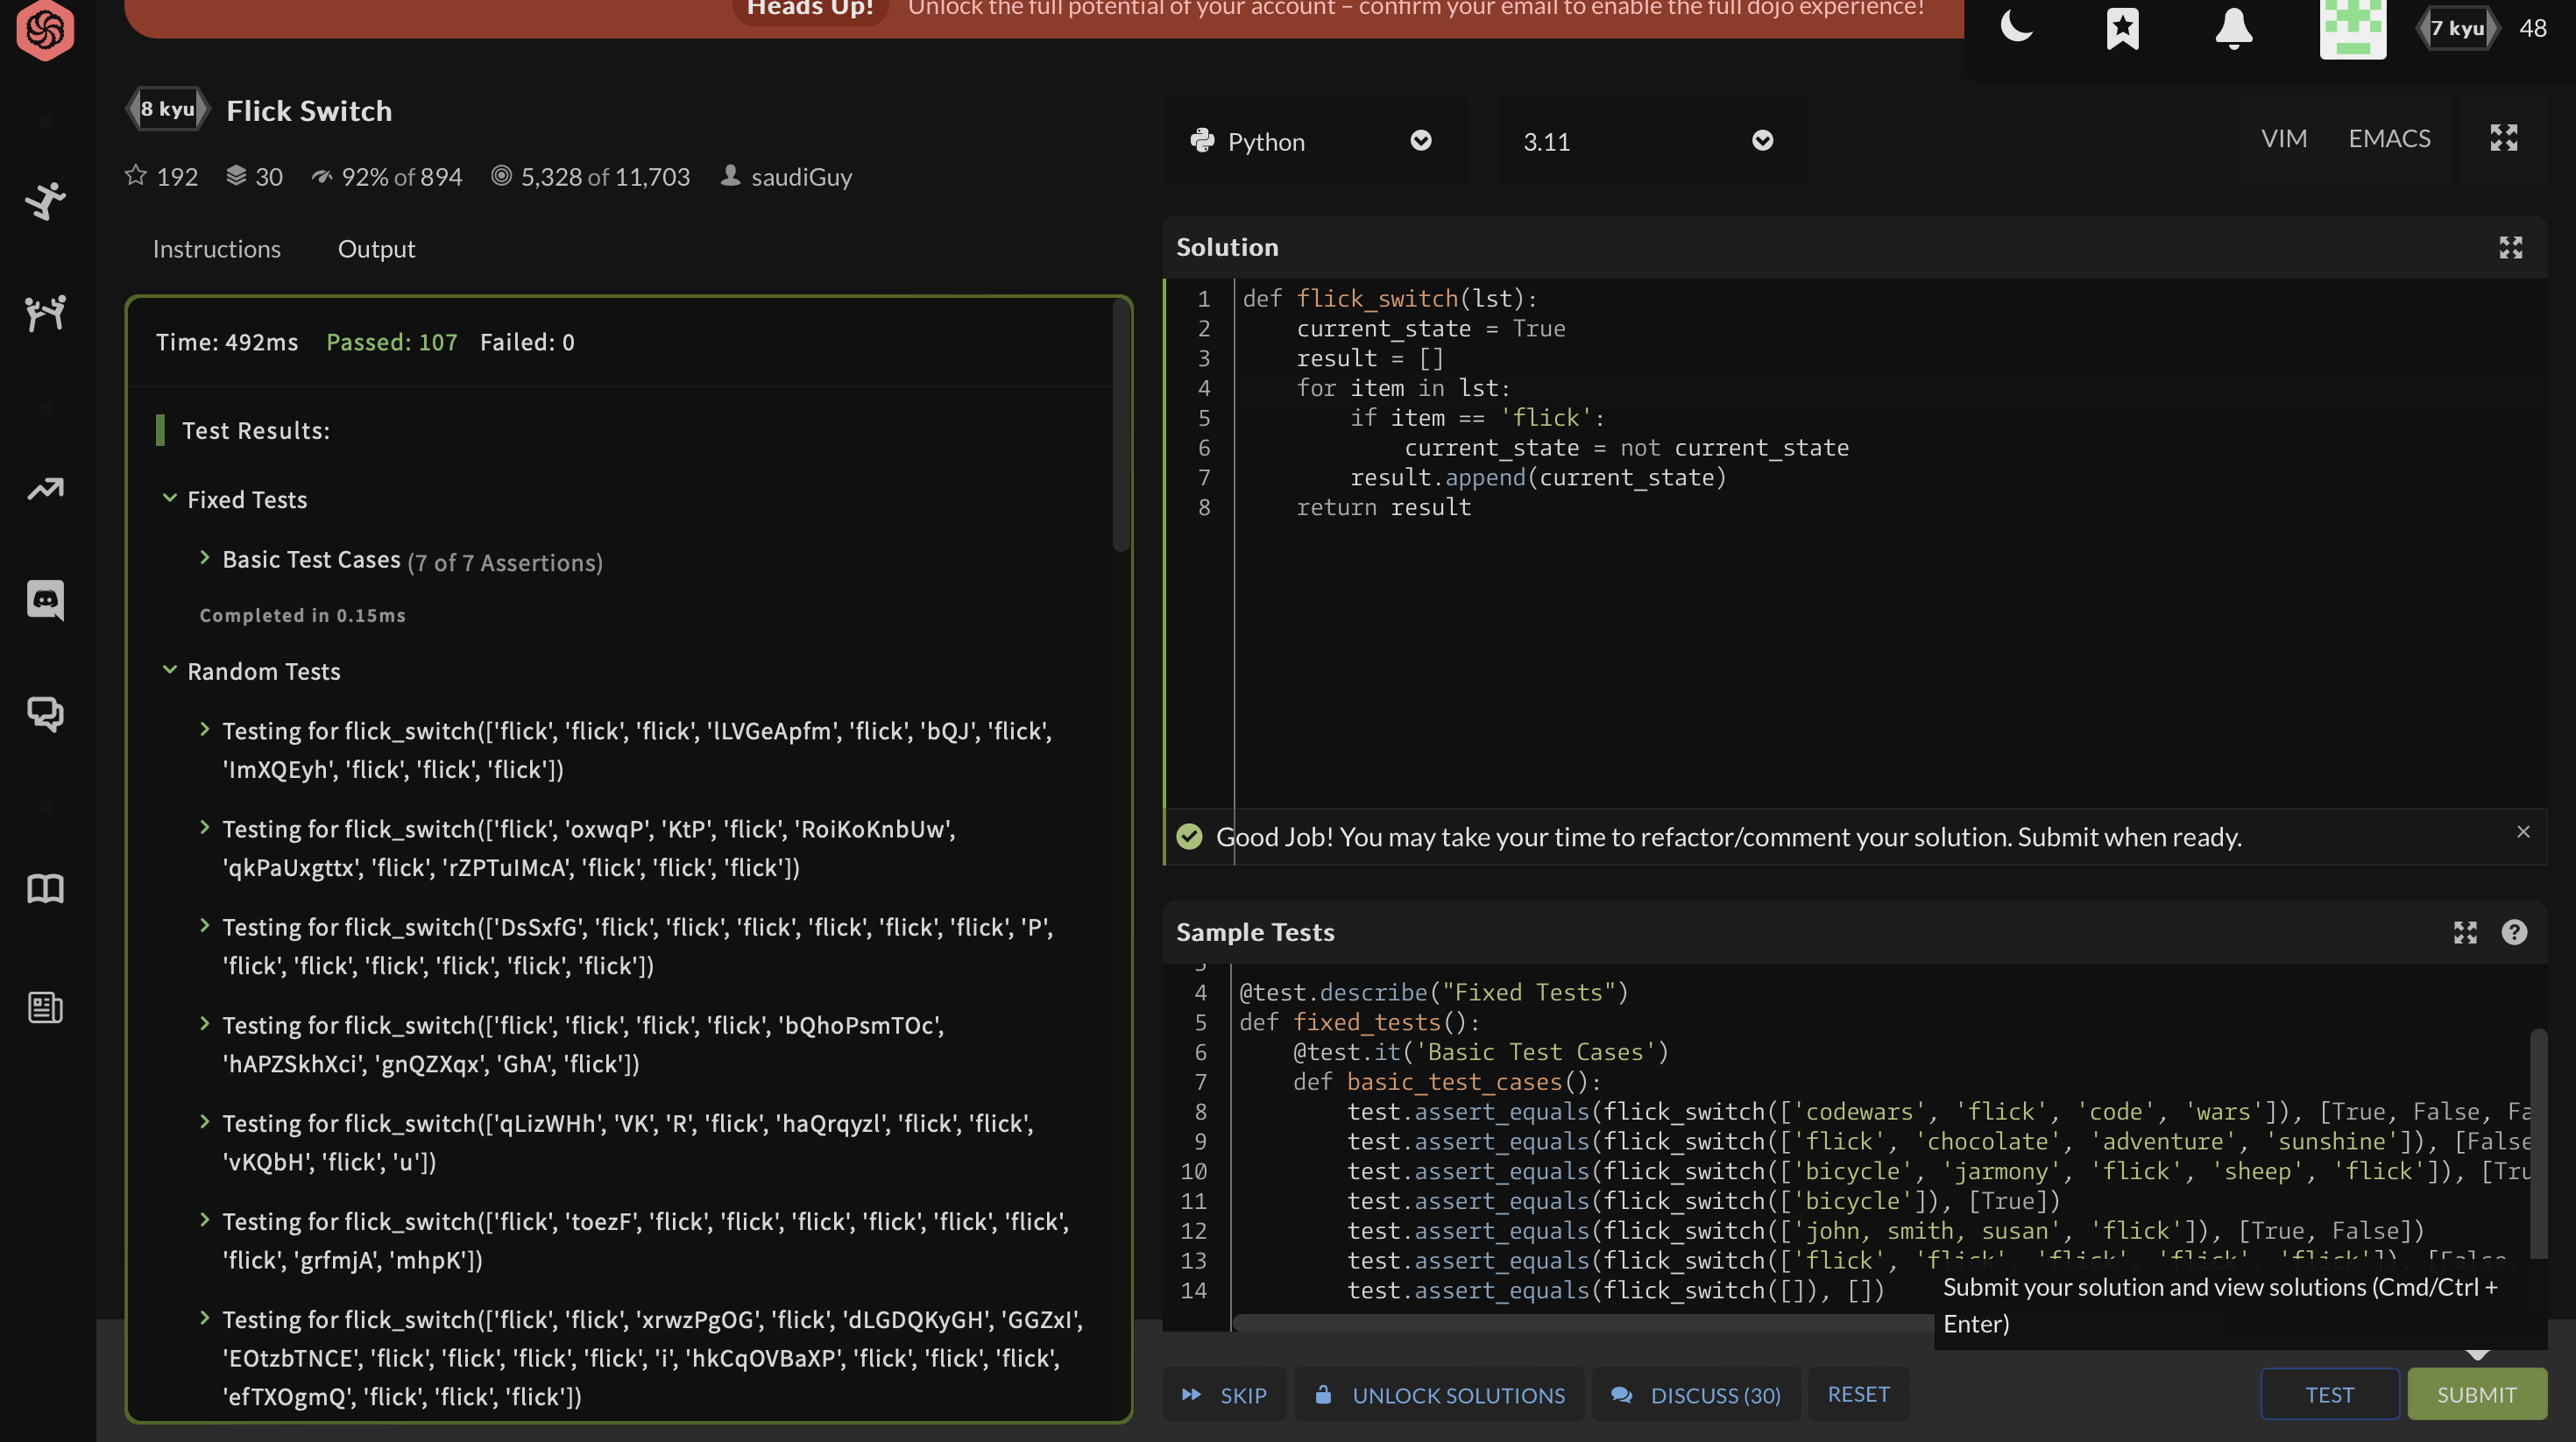 Heads Up! Unlock the full potential of your account – confirm your email to enable the full dojo experience!
7 kyu 48
8 kyu Flick Switch
192 30 92% of 894 5,328 of 11,703 saudiGuy
Instructions Output
Time: 492ms Passed: 107 Failed: 0
Test Results:
Fixed Tests
Basic Test Cases (7 of 7 Assertions)
Completed in 0.15ms
Random Tests
Testing for flick_switch(['flick', 'flick', 'flick', 'lLVGeApfm', 'flick', 'bQJ', 'flick',
'ImXQEyh', 'flick', 'flick', 'flick'])
Testing for flick_switch(['flick', 'oxwqP', 'KtP', 'flick', 'RoiKoKnbUw',
'qkPaUxgttx', 'flick', 'rZPTuIMcA', 'flick', 'flick', 'flick'])
Testing for flick_switch(['DsSxfG', 'flick', 'flick', 'flick', 'flick', 'flick', 'flick', 'P',
'flick', 'flick', 'flick', 'flick', 'flick', 'flick'])
Testing for flick_switch(['flick', 'flick', 'flick', 'flick', 'bQhoPsmTOc',
'hAPZSkhXci', 'gnQZXqx', 'GhA', 'flick'])
Testing for flick_switch(['qLizWHh', 'VK', 'R', 'flick', 'haQrqyzl', 'flick', 'flick',
'vKQbH', 'flick', 'u'])
Testing for flick_switch(['flick', 'toezF', 'flick', 'flick', 'flick', 'flick', 'flick', 'flick',
'flick', 'grfmjA', 'mhpK'])
Testing for flick_switch(['flick', 'flick', 'xrwzPgOG', 'flick', 'dLGDQKyGH', 'GGZxI',
'EOtzbTNCE', 'flick', 'flick', 'flick', 'flick', 'i', 'hkCqOVBaXP', 'flick', 'flick', 'flick',
'efTXOgmQ', 'flick', 'flick', 'flick'])
Python 3.11 VIM EMACS
Solution
1 def flick_switch(lst):
2 current_state = True
3 result = []
4 for item in lst:
5 if item == 'flick':
6 current_state = not current_state
7 result.append(current_state)
8 return result
Good Job! You may take your time to refactor/comment your solution. Submit when ready.
Sample Tests
4 @test.describe("Fixed Tests")
5 def fixed_tests():
6 @test.it('Basic Test Cases')
7 def basic_test_cases():
8 test.assert_equals(flick_switch(['codewars', 'flick', 'code', 'wars']), [True, False, Fa
9 test.assert_equals(flick_switch(['flick', 'chocolate', 'adventure', 'sunshine']), [False
10 test.assert_equals(flick_switch(['bicycle', 'jarmony', 'flick', 'sheep', 'flick']), [Tru
11 test.assert_equals(flick_switch(['bicycle']), [True])
12 test.assert_equals(flick_switch(['john, smith, susan', 'flick']), [True, False])
13 test.assert_equals(flick_switch(['flick', 'flick', 'flick', 'flick', 'flick']), [False,
14 test.assert_equals(flick_switch([]), [])
Submit your solution and view solutions (Cmd/Ctrl +
Enter)
SKIP UNLOCK SOLUTIONS DISCUSS (30) RESET TEST SUBMIT